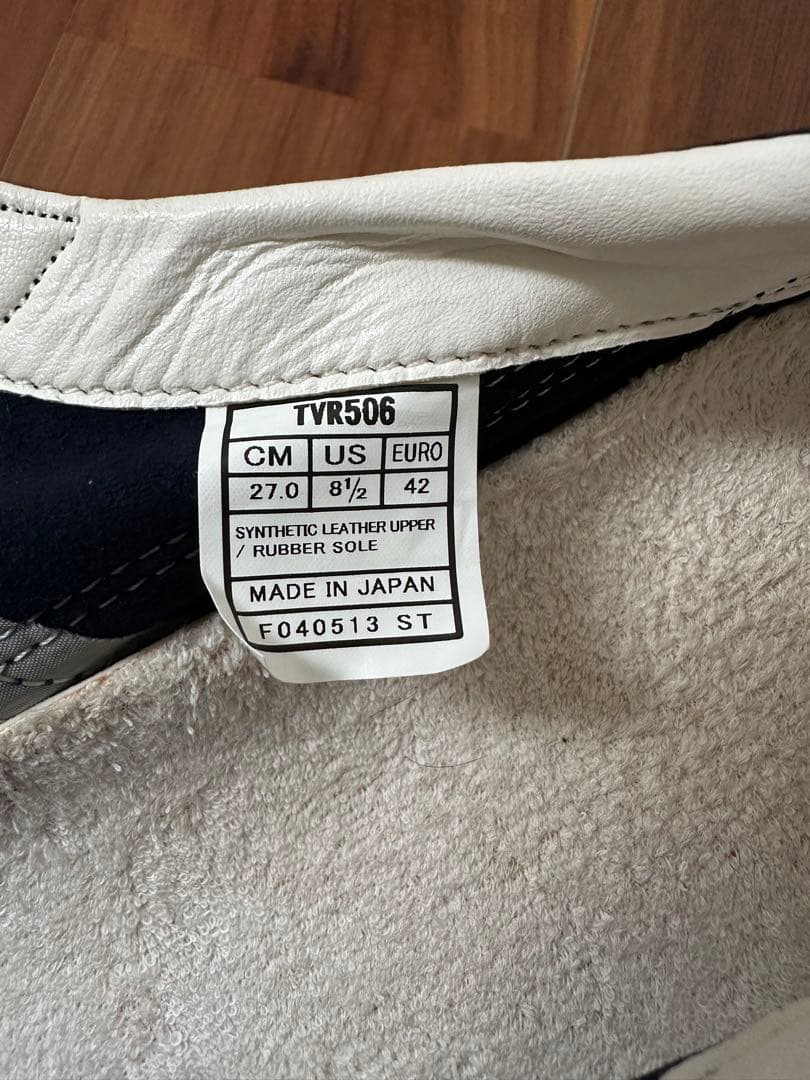 TVR506
CM US EURO
27.0 8½ 42
SYNTHETIC LEATHER UPPER
/ RUBBER SOLE
MADE IN JAPAN
F040513 ST